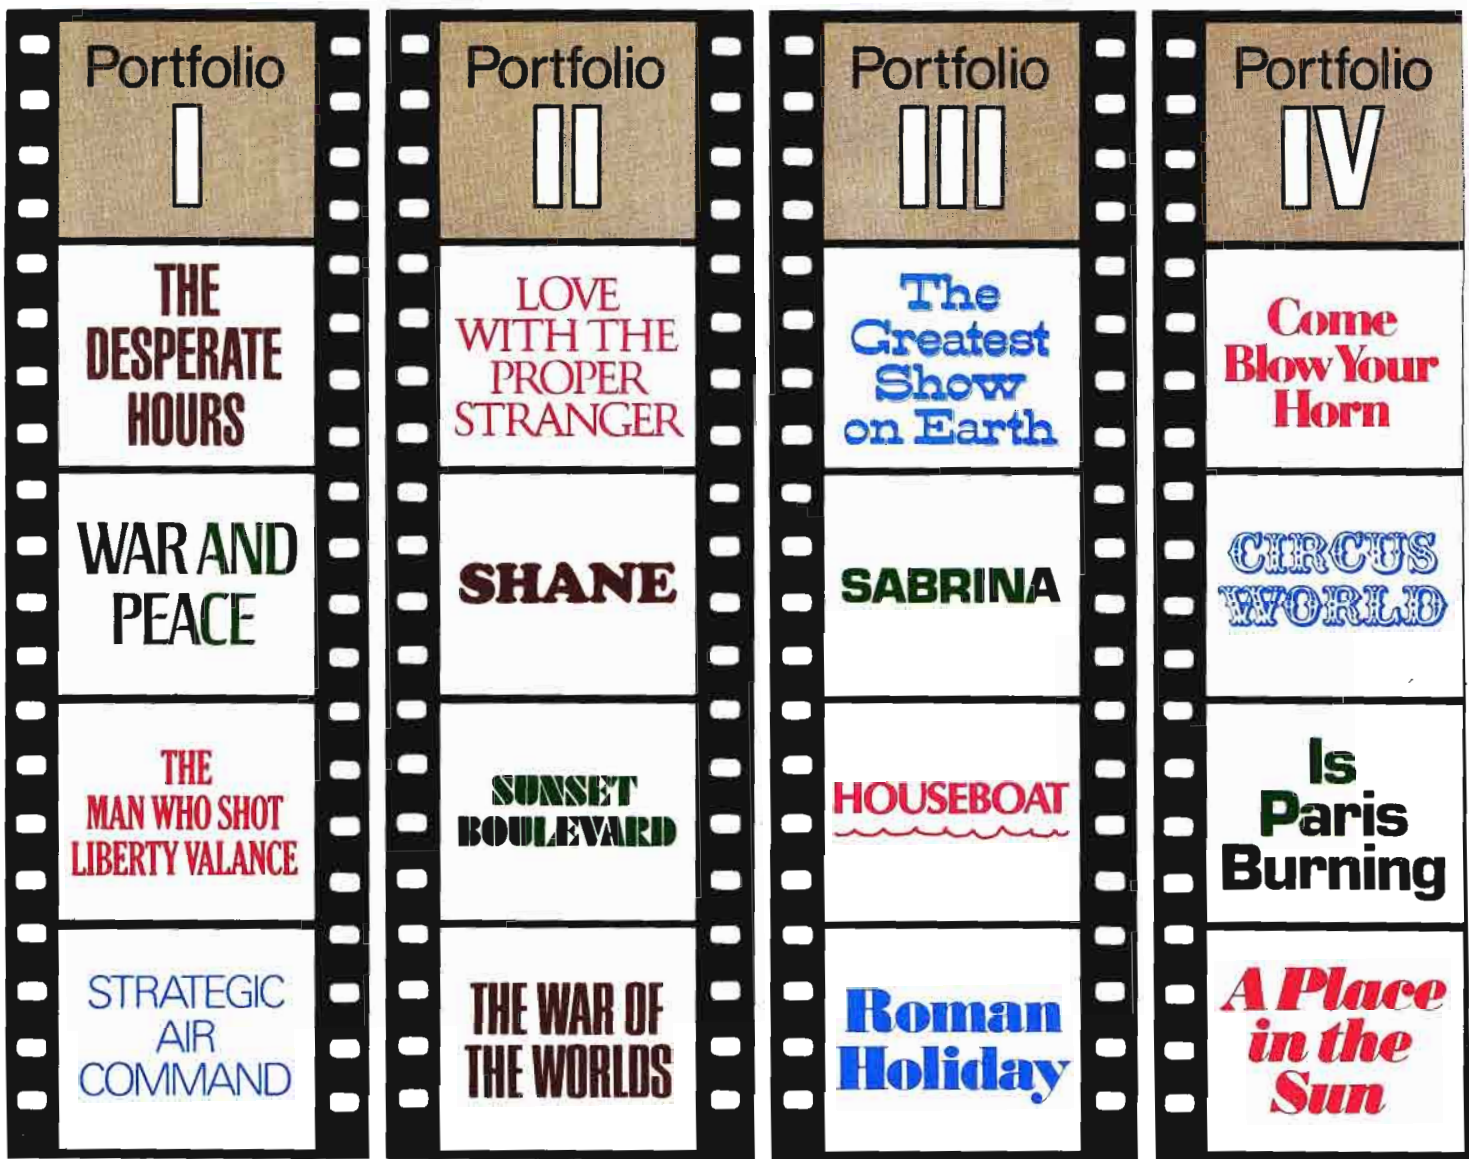 Portfolio
I
THE
DESPERATE
HOURS
WAR AND
PEACE
THE
MAN WHO SHOT
LIBERTY VALANCE
STRATEGIC
AIR
COMMAND
Portfolio
II
LOVE
WITH THE
PROPER
STRANGER
SHANE
SUNSET
BOULEVARD
THE WAR OF
THE WORLDS
Portfolio
III
The
Greatest
Show
on Earth
SABRINA
HOUSEBOAT
Roman
Holiday
Portfolio
IV
Come
Blow Your
Horn
CIRCUS
WORLD
Is
Paris
Burning
A Place
in the
Sun